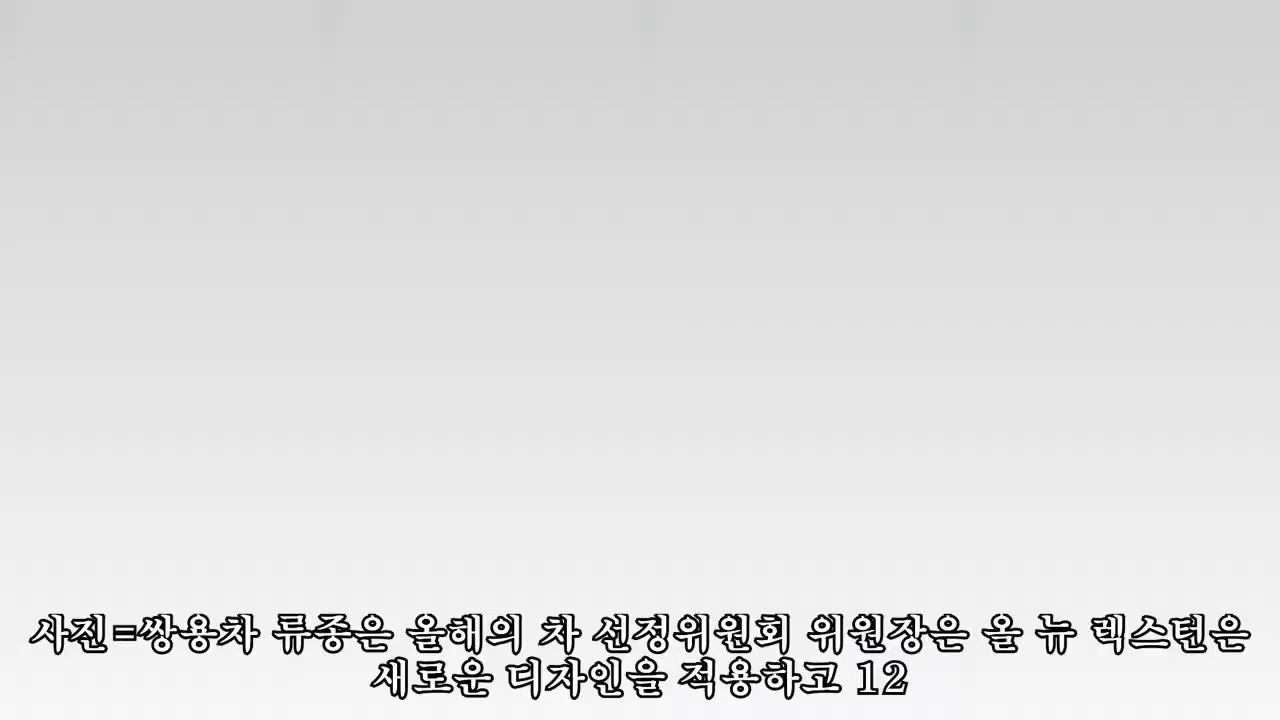 사진=쌍용차 류종은 올해의 차 선정위원회 위원장은 올 뉴 렉스턴은
새로운 디자인을 적용하고 12